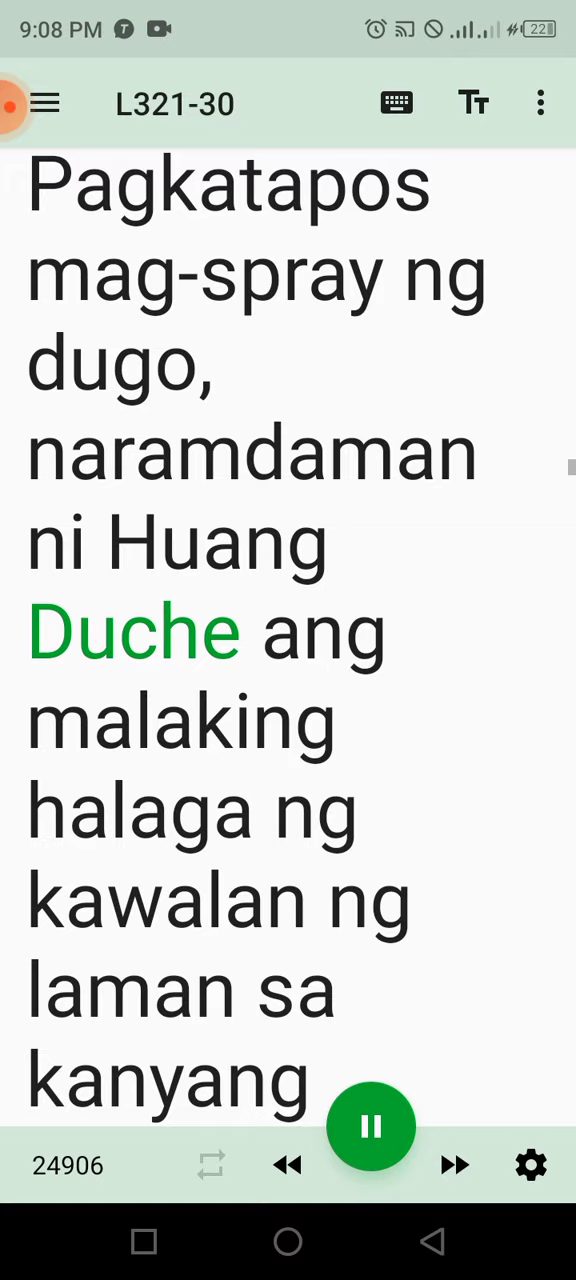 9:08 PM
22
L321-30
Pagkatapos
mag-spray ng
dugo,
naramdaman
ni Huang
Duche ang
malaking
halaga ng
kawalan ng
laman sa
kanyang
24906